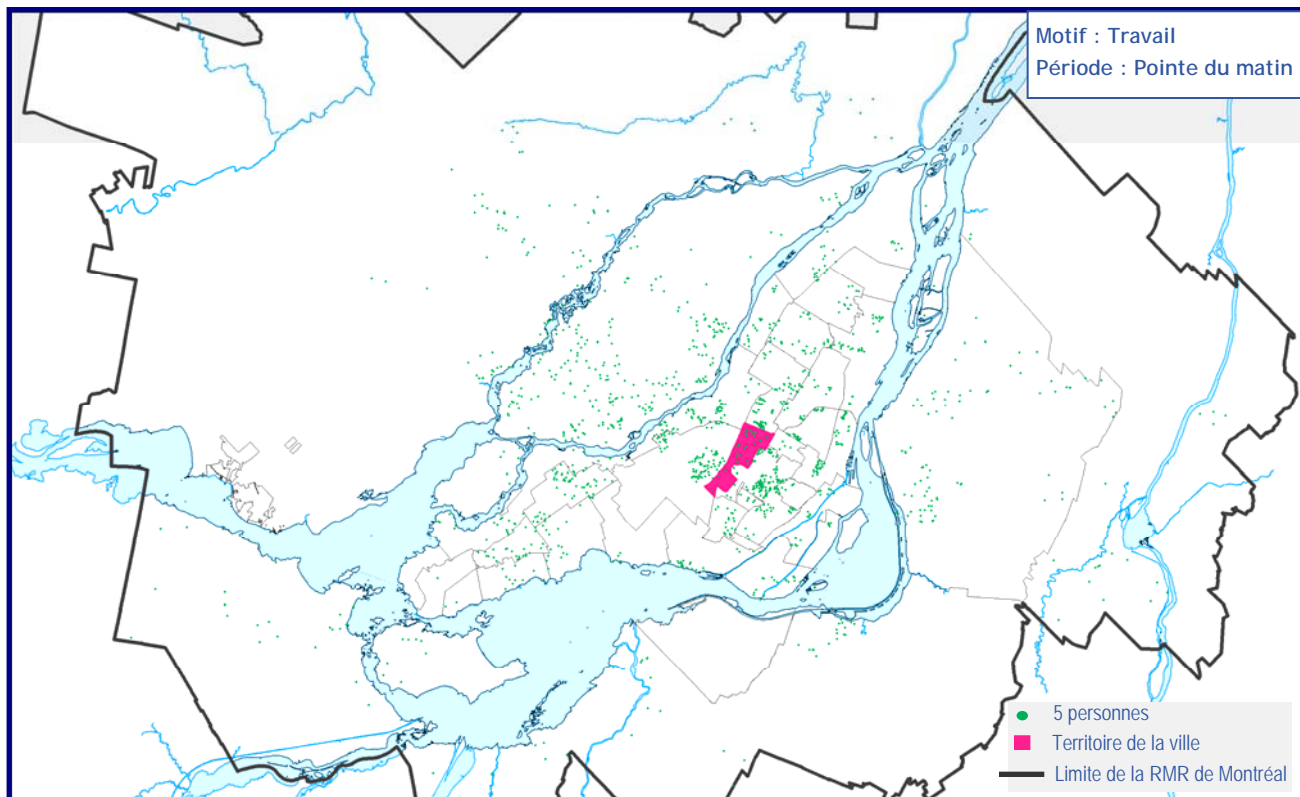 Motif : Travail
Période : Pointe du matin
5 personnes
Territoire de la ville
Limite de la RMR de Montréal